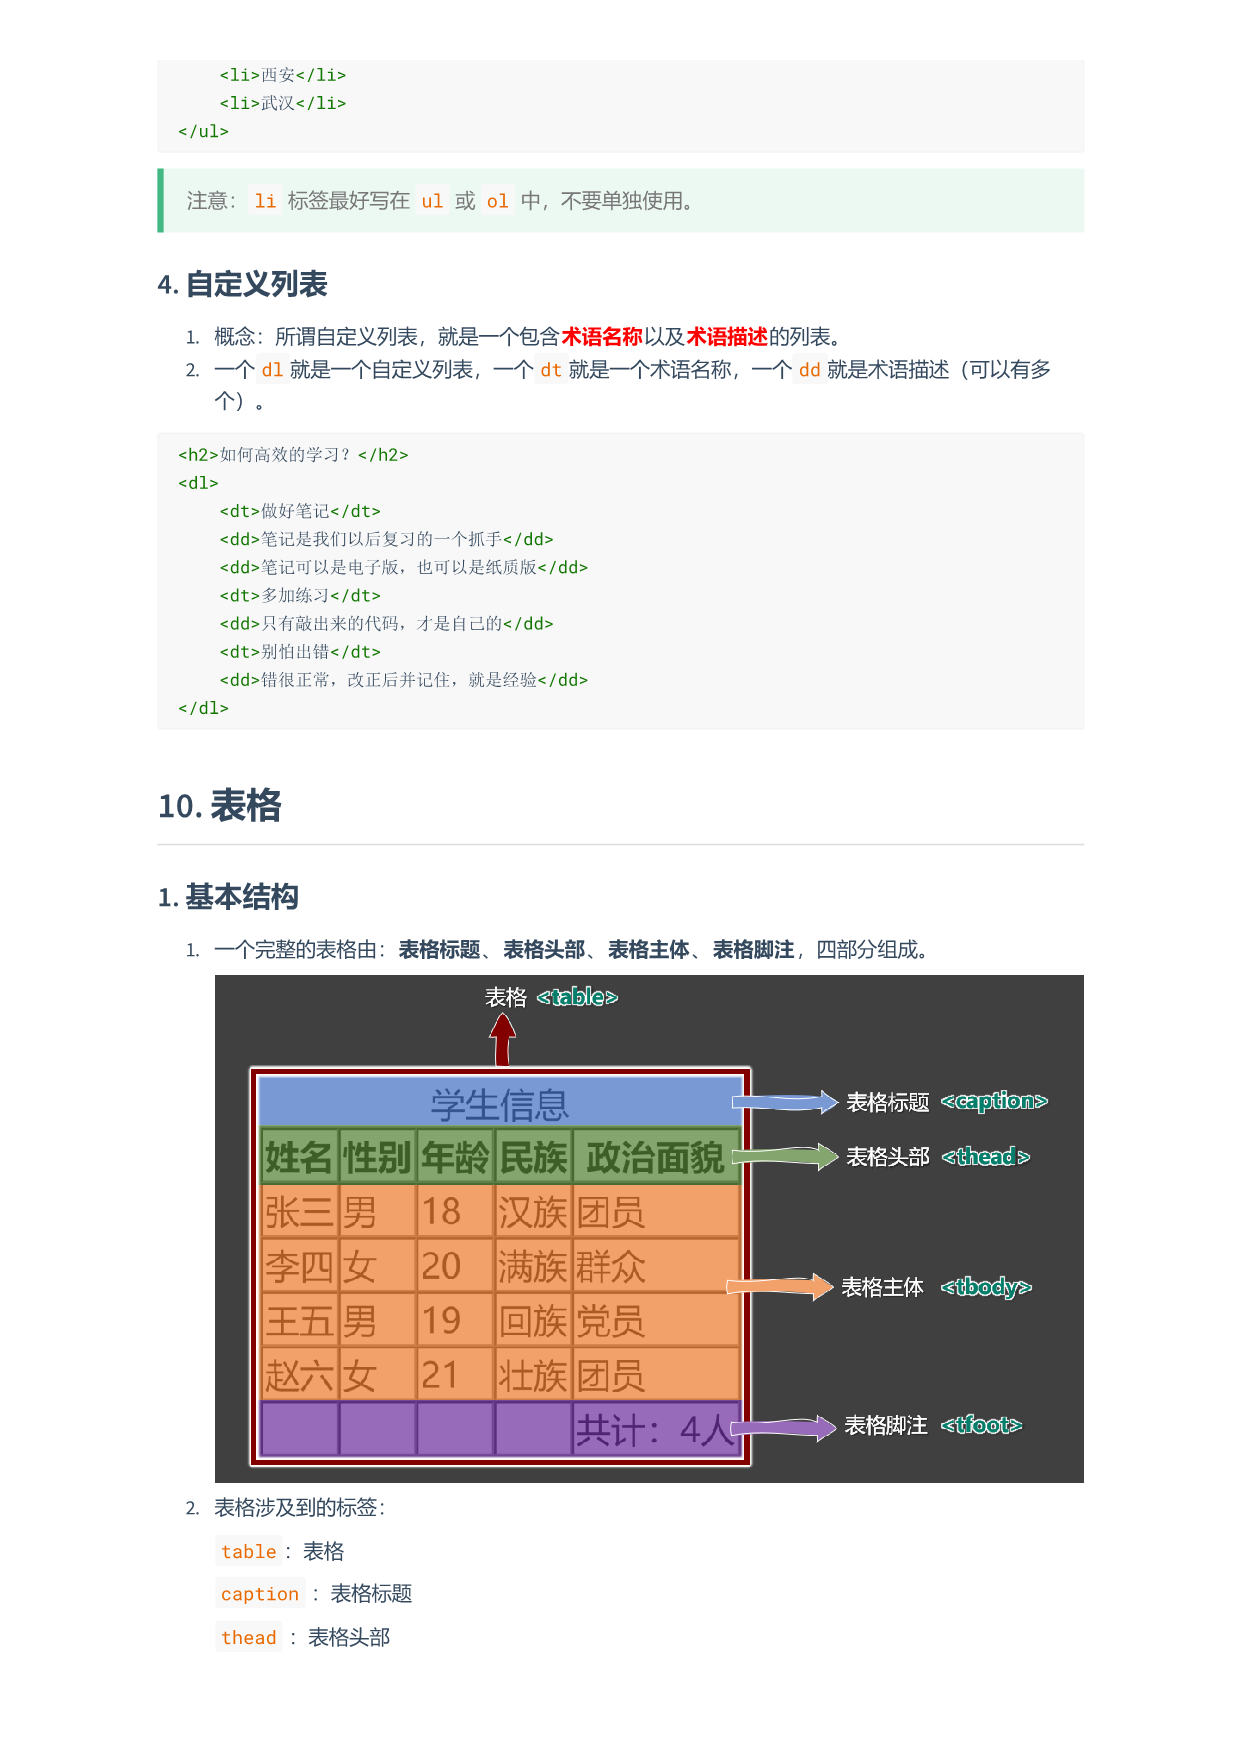 <li>西安</li>
<li>武汉</li>
</ul>
注意：li 标签最好写在 ul 或 ol 中，不要单独使用。
4. 自定义列表
1. 概念：所谓自定义列表，就是一个包含术语名称以及术语描述的列表。
2. 一个 dl 就是一个自定义列表，一个 dt 就是一个术语名称，一个 dd 就是术语描述（可以有多
个）。
<h2>如何高效的学习？</h2>
<dl>
<dt>做好笔记</dt>
<dd>笔记是我们以后复习的一个抓手</dd>
<dd>笔记可以是电子版，也可以是纸质版</dd>
<dt>多加练习</dt>
<dd>只有敲出来的代码，才是自己的</dd>
<dt>别怕出错</dt>
<dd>错很正常，改正后并记住，就是经验</dd>
</dl>
10. 表格
1. 基本结构
1. 一个完整的表格由：表格标题、表格头部、表格主体、表格脚注，四部分组成。
表格 <table>
学生信息
表格标题 <caption>
姓名 性别 年龄 民族 政治面貌
表格头部 <thead>
张三 男 18 汉族 团员
李四 女 20 满族 群众
表格主体 <tbody>
王五 男 19 回族 党员
赵六 女 21 壮族 团员
共计：4人
表格脚注 <tfoot>
2. 表格涉及到的标签：
table：表格
caption：表格标题
thead：表格头部